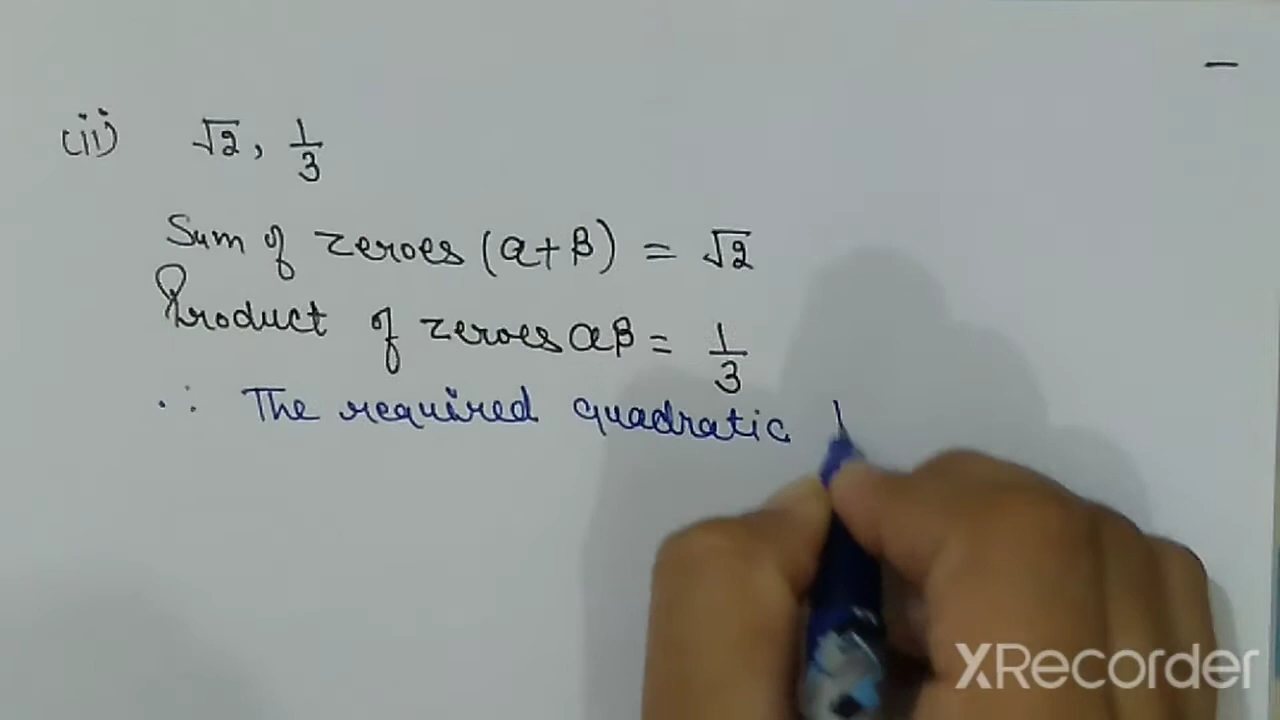 (ii) √2, 1/3
Sum of zeroes (α+β) = √2
Product of zeroes αβ = 1/3
∴ The required quadratic
XRecorder